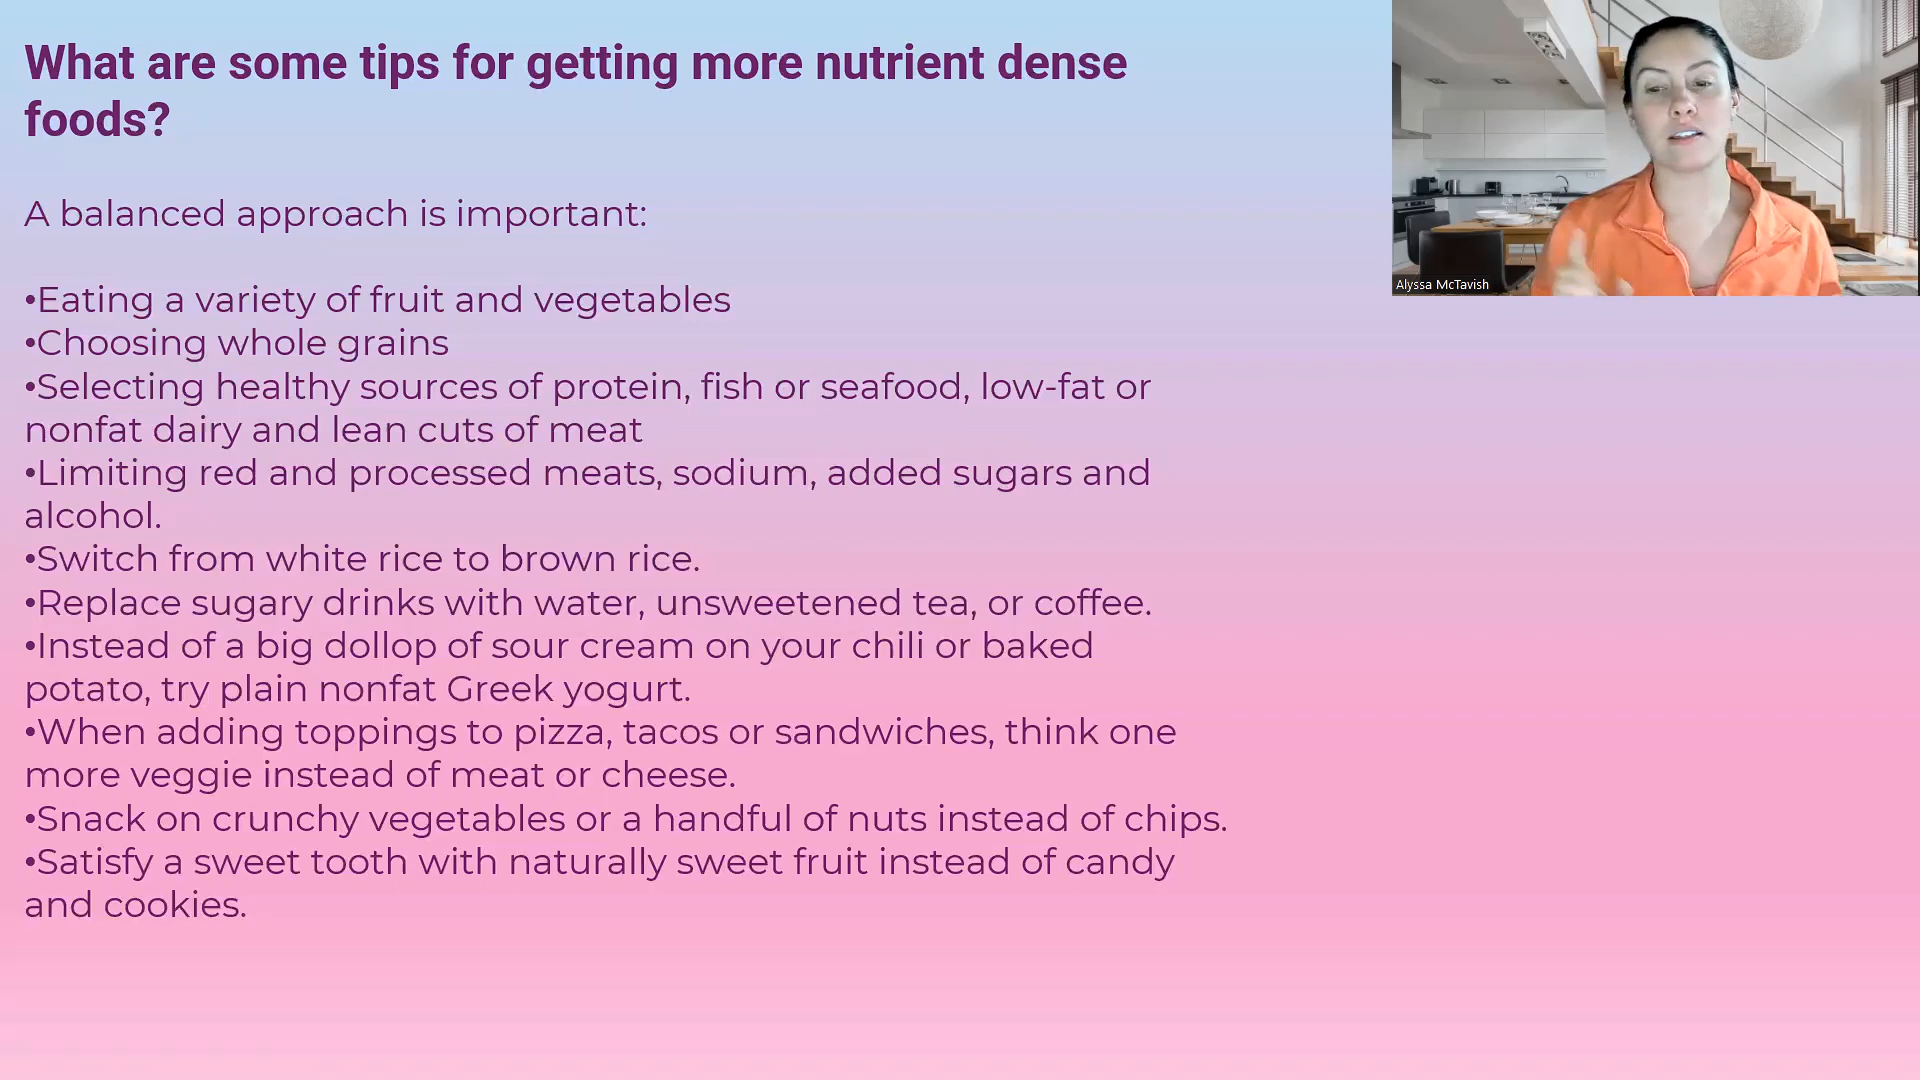 What are some tips for getting more nutrient dense
foods?
A balanced approach is important:
•Eating a variety of fruit and vegetables
•Choosing whole grains
•Selecting healthy sources of protein, fish or seafood, low-fat or
nonfat dairy and lean cuts of meat
•Limiting red and processed meats, sodium, added sugars and
alcohol.
•Switch from white rice to brown rice.
•Replace sugary drinks with water, unsweetened tea, or coffee.
•Instead of a big dollop of sour cream on your chili or baked
potato, try plain nonfat Greek yogurt.
•When adding toppings to pizza, tacos or sandwiches, think one
more veggie instead of meat or cheese.
•Snack on crunchy vegetables or a handful of nuts instead of chips.
•Satisfy a sweet tooth with naturally sweet fruit instead of candy
and cookies.
Alyssa McTavish